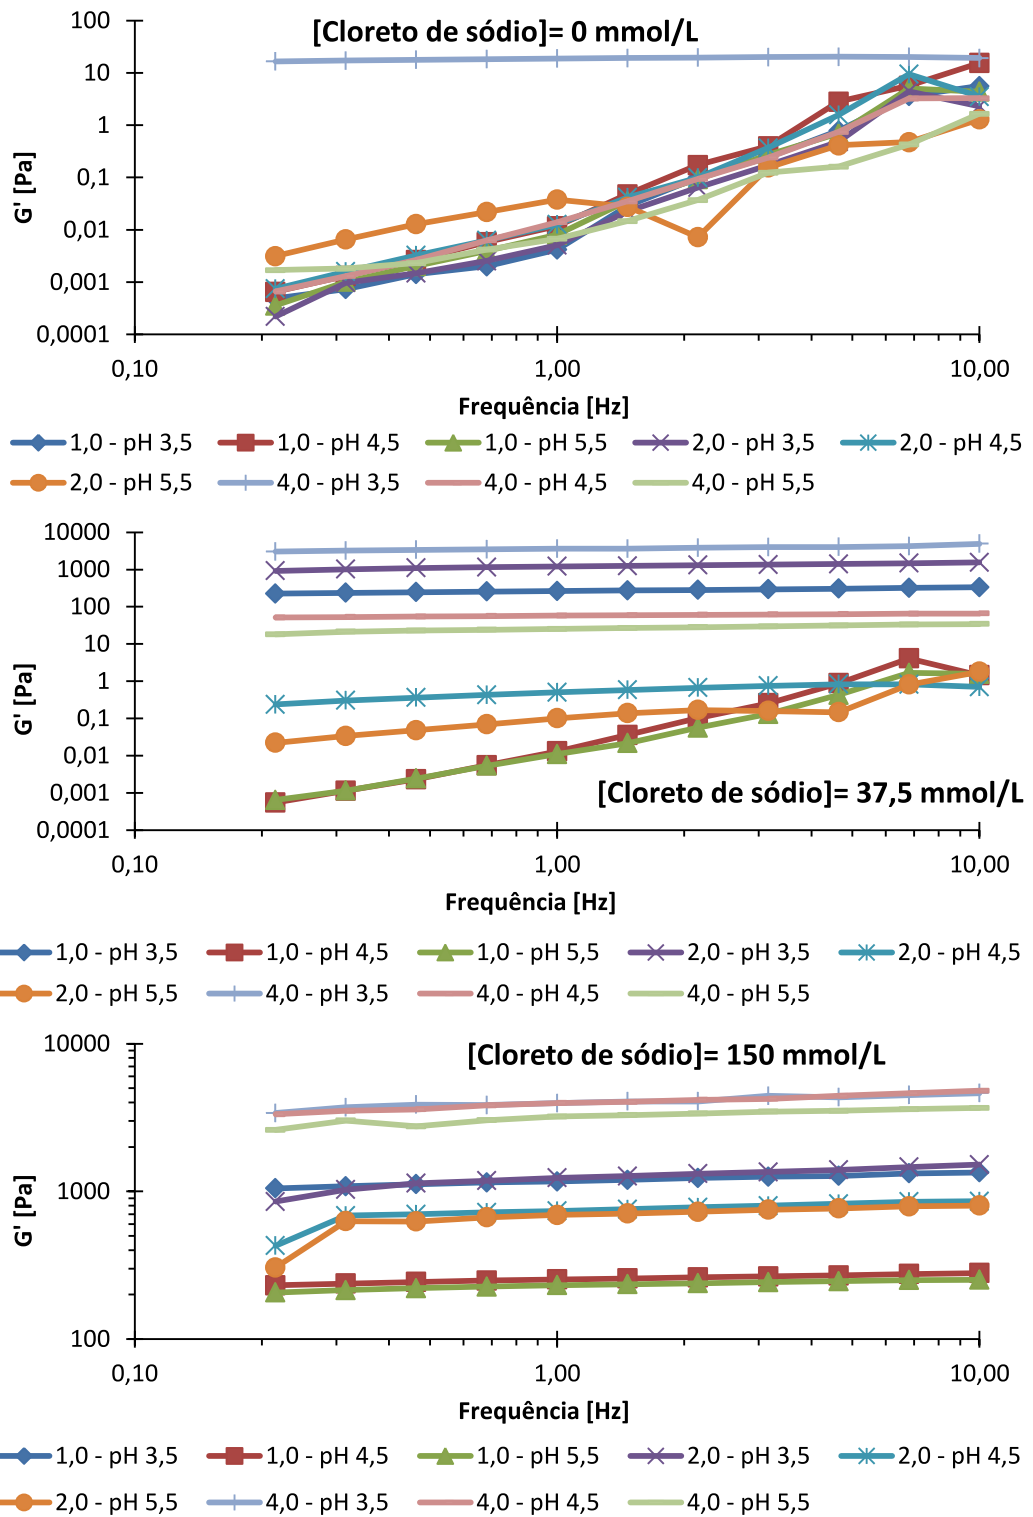 [Cloreto de sódio]= 0 mmol/L
100
10
1
0,1
0,01
0,001
0,0001
G' [Pa]
0,10 1,00 10,00
Frequência [Hz]
1,0 - pH 3,5 1,0 - pH 4,5 1,0 - pH 5,5 2,0 - pH 3,5 2,0 - pH 4,5
2,0 - pH 5,5 4,0 - pH 3,5 4,0 - pH 4,5 4,0 - pH 5,5
10000
1000
100
10
1
0,1
0,01
0,001
0,0001
G' [Pa]
[Cloreto de sódio]= 37,5 mmol/L
0,10 1,00 10,00
Frequência [Hz]
1,0 - pH 3,5 1,0 - pH 4,5 1,0 - pH 5,5 2,0 - pH 3,5 2,0 - pH 4,5
2,0 - pH 5,5 4,0 - pH 3,5 4,0 - pH 4,5 4,0 - pH 5,5
[Cloreto de sódio]= 150 mmol/L
10000
1000
100
G' [Pa]
0,10 1,00 10,00
Frequência [Hz]
1,0 - pH 3,5 1,0 - pH 4,5 1,0 - pH 5,5 2,0 - pH 3,5 2,0 - pH 4,5
2,0 - pH 5,5 4,0 - pH 3,5 4,0 - pH 4,5 4,0 - pH 5,5